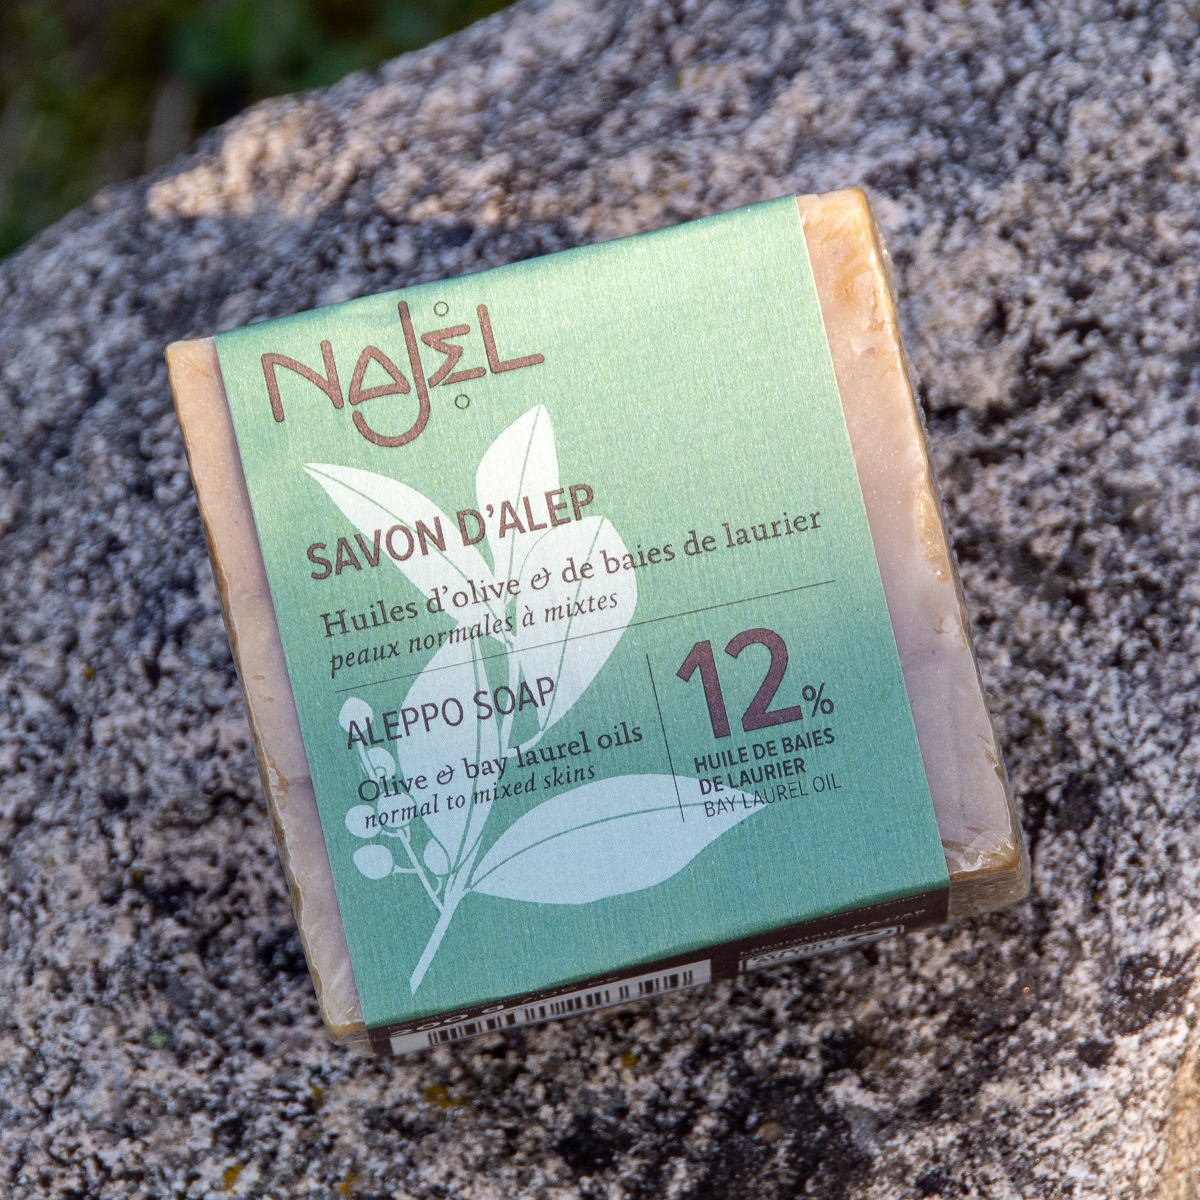 NAJEL
SAVON D'ALEP
Huiles d'olive & de baies de laurier
peaux normales à mixtes
ALEPPO SOAP
Olive & bay laurel oils
normal to mixed skins
12%
HUILE DE BAIES
DE LAURIER
BAY LAUREL OIL